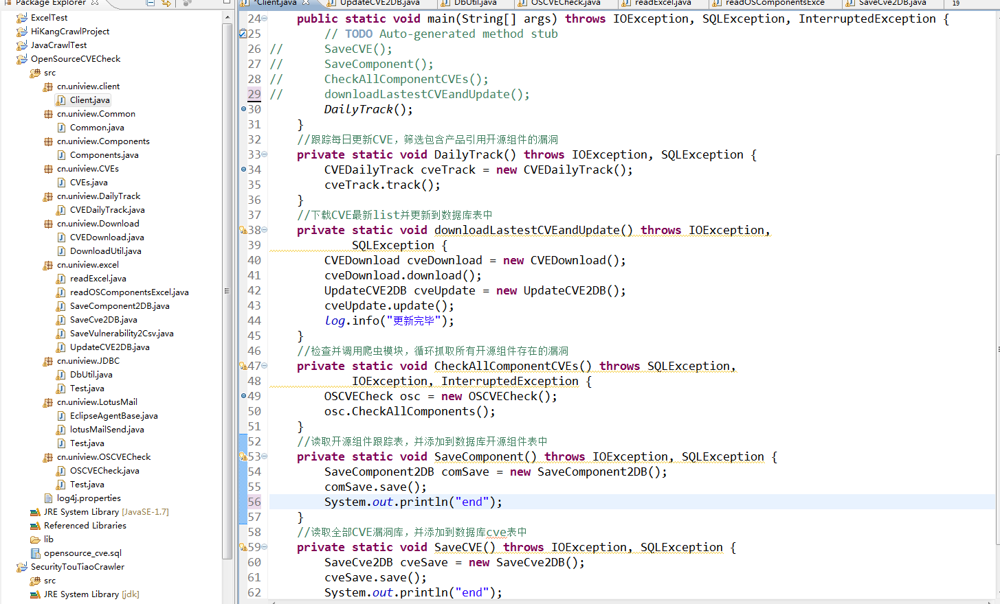 Package Explorer
ExcelTest
HiKangCrawlProject
JavaCrawlTest
OpenSourceCVECheck
src
cn.uniview.client
Client.java
cn.uniview.Common
Common.java
cn.uniview.Components
Components.java
cn.uniview.CVEs
CVEs.java
cn.uniview.DailyTrack
CVEDailyTrack.java
cn.uniview.Download
CVEDownload.java
DownloadUtil.java
cn.uniview.excel
readExcel.java
readOSComponentsExcel.java
SaveComponent2DB.java
SaveCve2DB.java
SaveVulnerability2Csv.java
UpdateCVE2DB.java
cn.uniview.JDBC
DbUtil.java
Test.java
cn.uniview.LotusMail
EclipseAgentBase.java
lotusMailSend.java
Test.java
cn.uniview.OSCVECheck
OSCVECheck.java
Test.java
log4j.properties
JRE System Library [JavaSE-1.7]
Referenced Libraries
lib
opensource_cve.sql
SecurityTouTiaoCrawler
src
JRE System Library [jdk]
*Client.java UpdateCVE2DB.java DbUtil.java OSCVECheck.java readExcel.java readOSComponentsExce SaveCve2DB.java 19
24 public static void main(String[] args) throws IOException, SQLException, InterruptedException {
25 // TODO Auto-generated method stub
26 // SaveCVE();
27 // SaveComponent();
28 // CheckAllComponentCVEs();
29 // downloadLastestCVEandUpdate();
30 DailyTrack();
31 }
32 //跟踪每日更新CVE，筛选包含产品引用开源组件的漏洞
33 private static void DailyTrack() throws IOException, SQLException {
34 CVEDailyTrack cveTrack = new CVEDailyTrack();
35 cveTrack.track();
36 }
37 //下载CVE最新list并更新到数据库表中
38 private static void downloadLastestCVEandUpdate() throws IOException,
39 SQLException {
40 CVEDownload cveDownload = new CVEDownload();
41 cveDownload.download();
42 UpdateCVE2DB cveUpdate = new UpdateCVE2DB();
43 cveUpdate.update();
44 log.info("更新完毕");
45 }
46 //检查并调用爬虫模块，循环抓取所有开源组件存在的漏洞
47 private static void CheckAllComponentCVEs() throws SQLException,
48 IOException, InterruptedException {
49 OSCVECheck osc = new OSCVECheck();
50 osc.CheckAllComponents();
51 }
52 //读取开源组件跟踪表，并添加到数据库开源组件表中
53 private static void SaveComponent() throws IOException, SQLException {
54 SaveComponent2DB comSave = new SaveComponent2DB();
55 comSave.save();
56 System.out.println("end");
57 }
58 //读取全部CVE漏洞库，并添加到数据库cve表中
59 private static void SaveCVE() throws IOException, SQLException {
60 SaveCve2DB cveSave = new SaveCve2DB();
61 cveSave.save();
62 System.out.println("end");